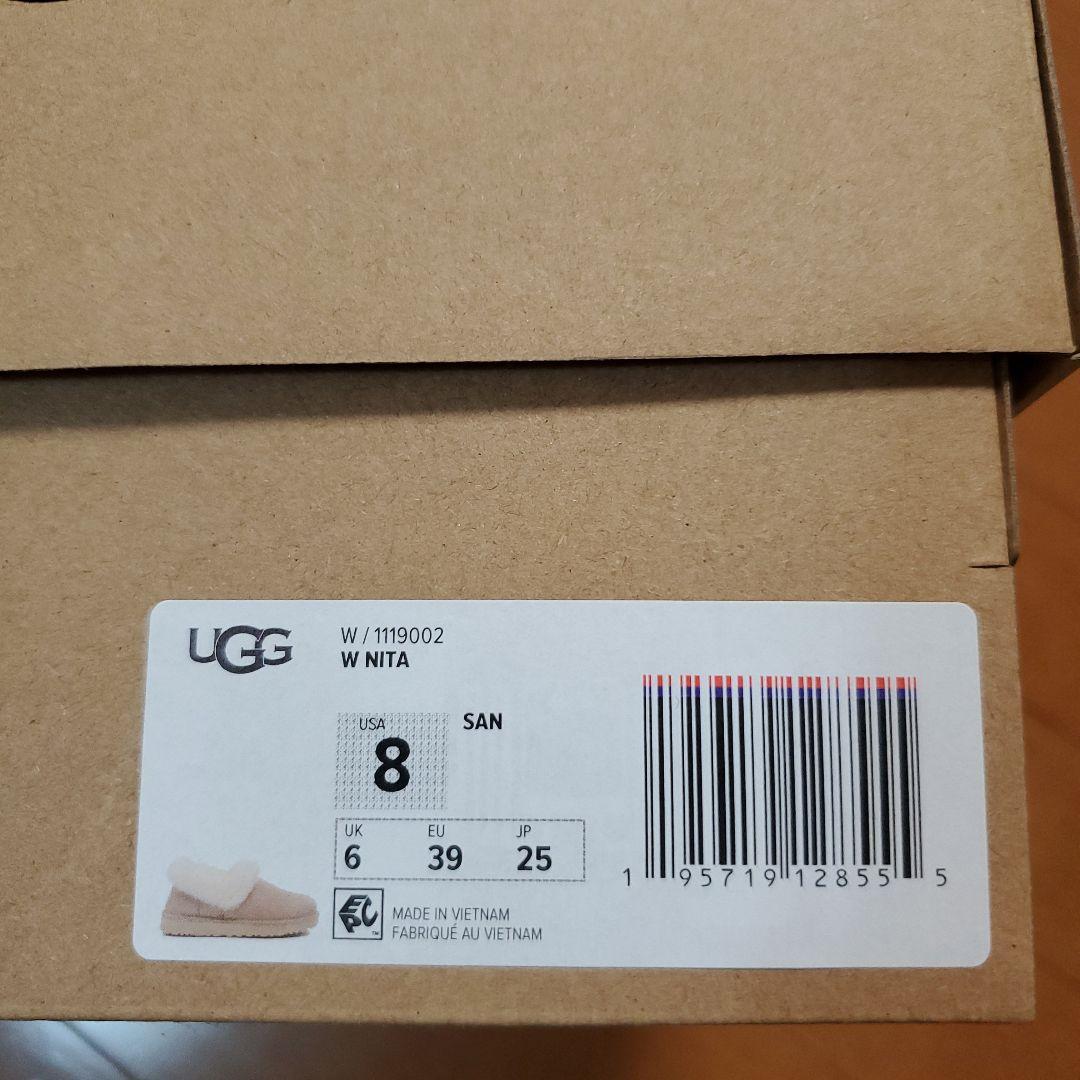 UGG
W / 1119002
W NITA
USA
8
SAN
UK EU JP
6 39 25
EPC™
MADE IN VIETNAM
FABRIQUÉ AU VIETNAM
1 95719 12855 5